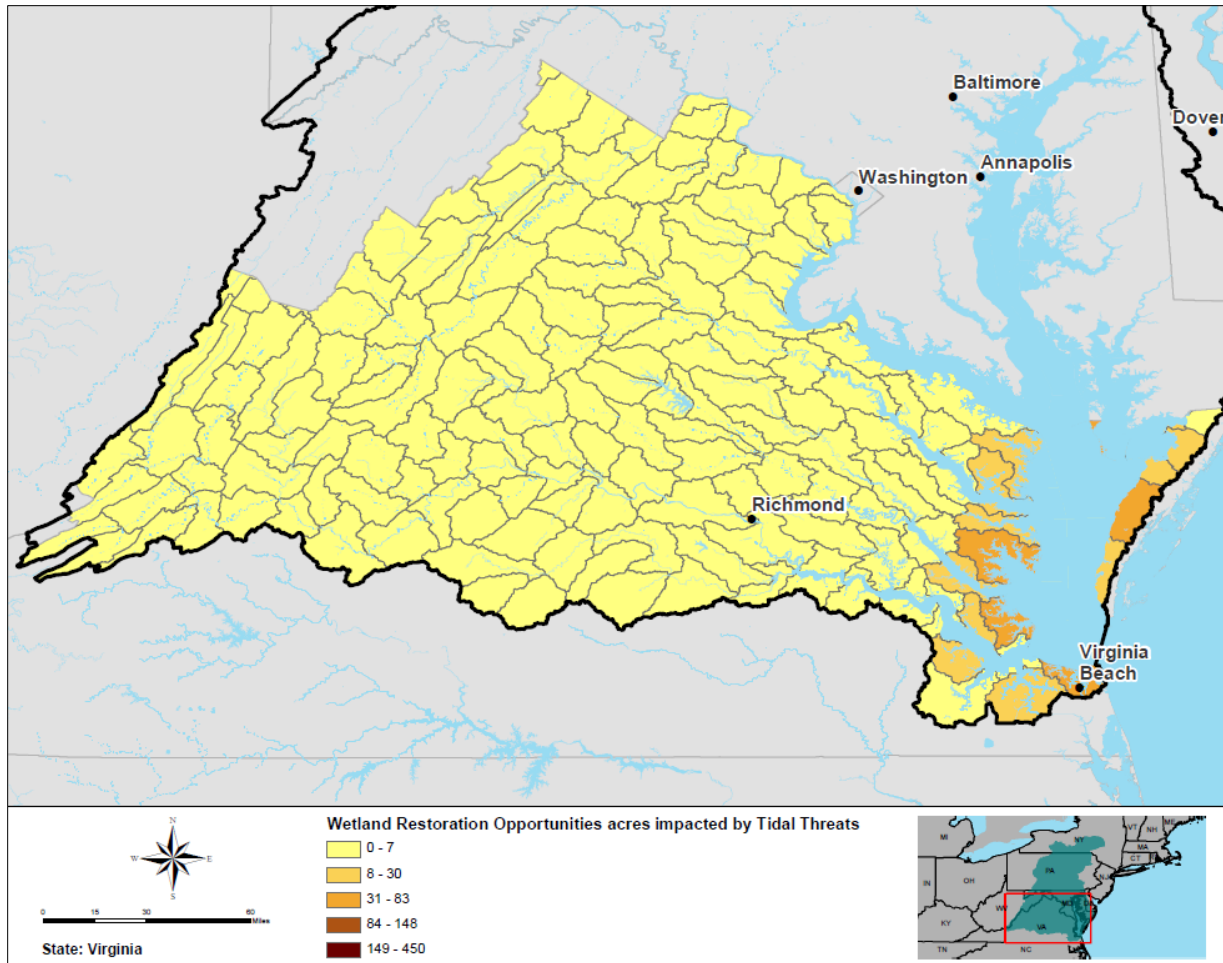 Baltimore
Dover
Annapolis
Washington
Richmond
Virginia
Beach
Wetland Restoration Opportunities acres impacted by Tidal Threats
0 - 7
8 - 30
31 - 83
84 - 148
149 - 450
N
W
E
S
0 15 30 60
Miles
State: Virginia
MI
NY
VT
NH
ME
MA
CT
PA
NJ
IN
OH
WV
MD
DE
KY
VA
TN
NC